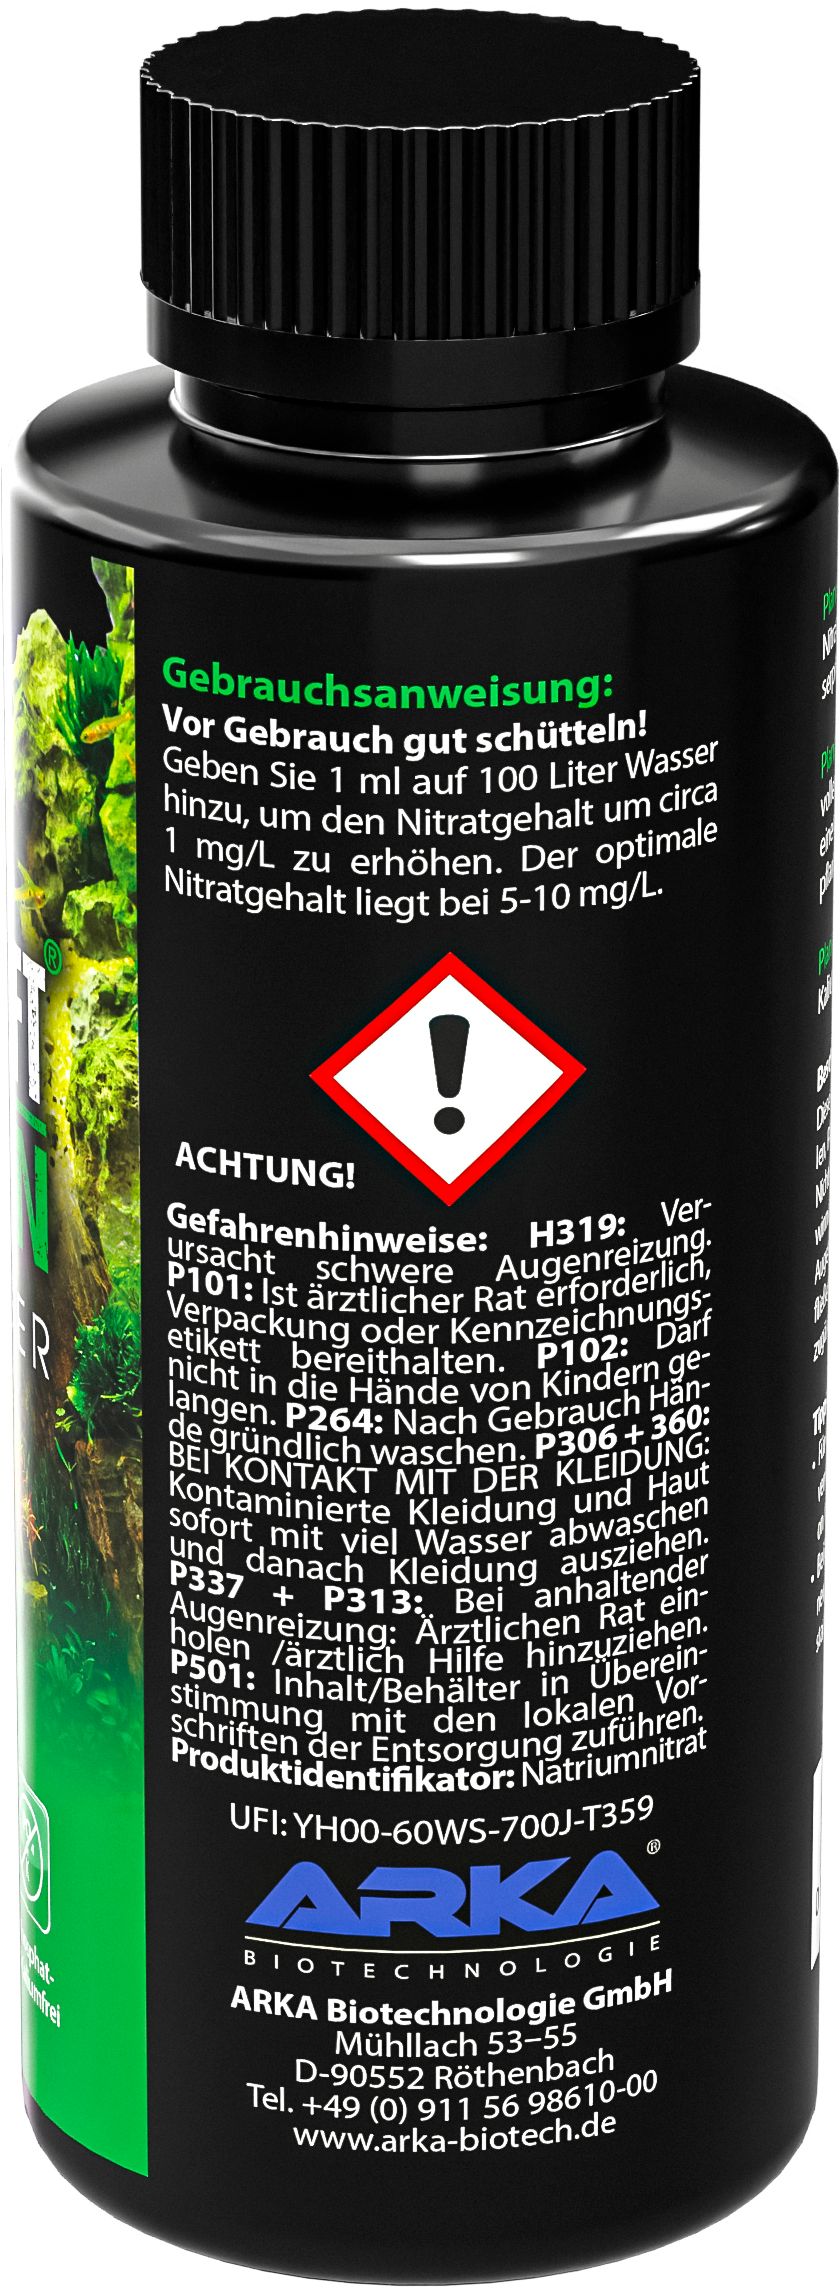 Gebrauchsanweisung:
Vor Gebrauch gut schütteln!
Geben Sie 1 ml auf 100 Liter Wasser
hinzu, um den Nitratgehalt um circa
1 mg/L zu erhöhen. Der optimale
Nitratgehalt liegt bei 5-10 mg/L.
ACHTUNG!
Gefahrenhinweise: H319: Ver-
ursacht schwere Augenreizung.
P101: Ist ärztlicher Rat erforderlich,
Verpackung oder Kennzeichnungs-
etikett bereithalten. P102: Darf
nicht in die Hände von Kindern ge-
langen. P264: Nach Gebrauch Hän-
de gründlich waschen. P306 + 360:
BEI KONTAKT MIT DER KLEIDUNG:
Kontaminierte Kleidung und Haut
sofort mit viel Wasser abwaschen
und danach Kleidung ausziehen.
P337 + P313: Bei anhaltender
Augenreizung: Ärztlichen Rat ein-
holen /ärztlich Hilfe hinzuziehen.
P501: Inhalt/Behälter in Überein-
stimmung mit den lokalen Vor-
schriften der Entsorgung zuführen.
Produktidentifikator: Natriumnitrat
UFI: YH00-60WS-700J-T359
ARKA®
BIOTECHNOLOGIE
ARKA Biotechnologie GmbH
Mühllach 53–55
D-90552 Röthenbach
Tel. +49 (0) 911 56 98610-00
www.arka-biotech.de